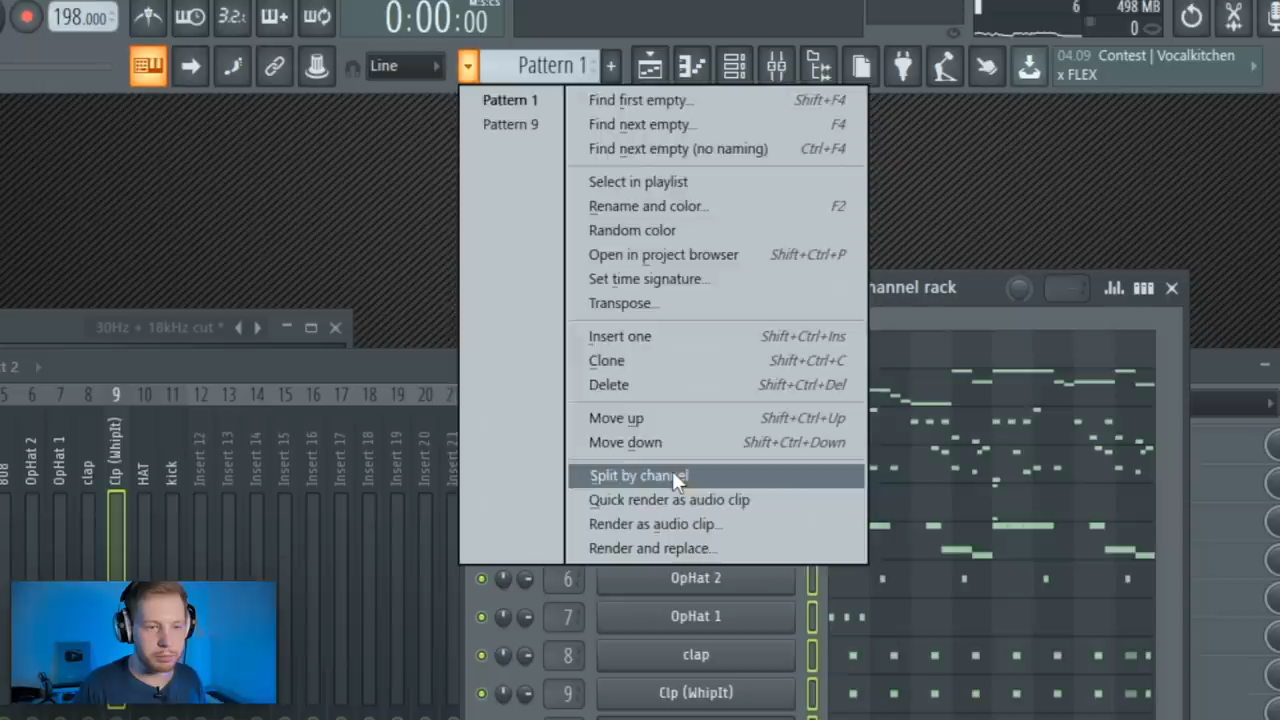 198.000
3.2.
0:00:00
M:S:CS
6
498 MB
0
Line
Pattern 1
+
04.09 Contest | Vocalkitchen
x FLEX
Pattern 1
Pattern 9
Find first empty... Shift+F4
Find next empty... F4
Find next empty (no naming) Ctrl+F4
Select in playlist
Rename and color... F2
Random color
Open in project browser Shift+Ctrl+P
Set time signature...
Transpose...
Insert one Shift+Ctrl+Ins
Clone Shift+Ctrl+C
Delete Shift+Ctrl+Del
Move up Shift+Ctrl+Up
Move down Shift+Ctrl+Down
Split by channel
Quick render as audio clip
Render as audio clip...
Render and replace...
hannel rack
30Hz + 18kHz cut *
t 2
5 6 7 8 9 10 11 12 13 14 15 16 17 18 19 20 21
808
OpHat 2
OpHat 1
clap
Clp (WhipIt)
HAT
kick
Insert 12
Insert 13
Insert 14
Insert 15
Insert 16
Insert 17
Insert 18
Insert 19
Insert 20
Insert 21
6 OpHat 2
7 OpHat 1
8 clap
9 Clp (WhipIt)